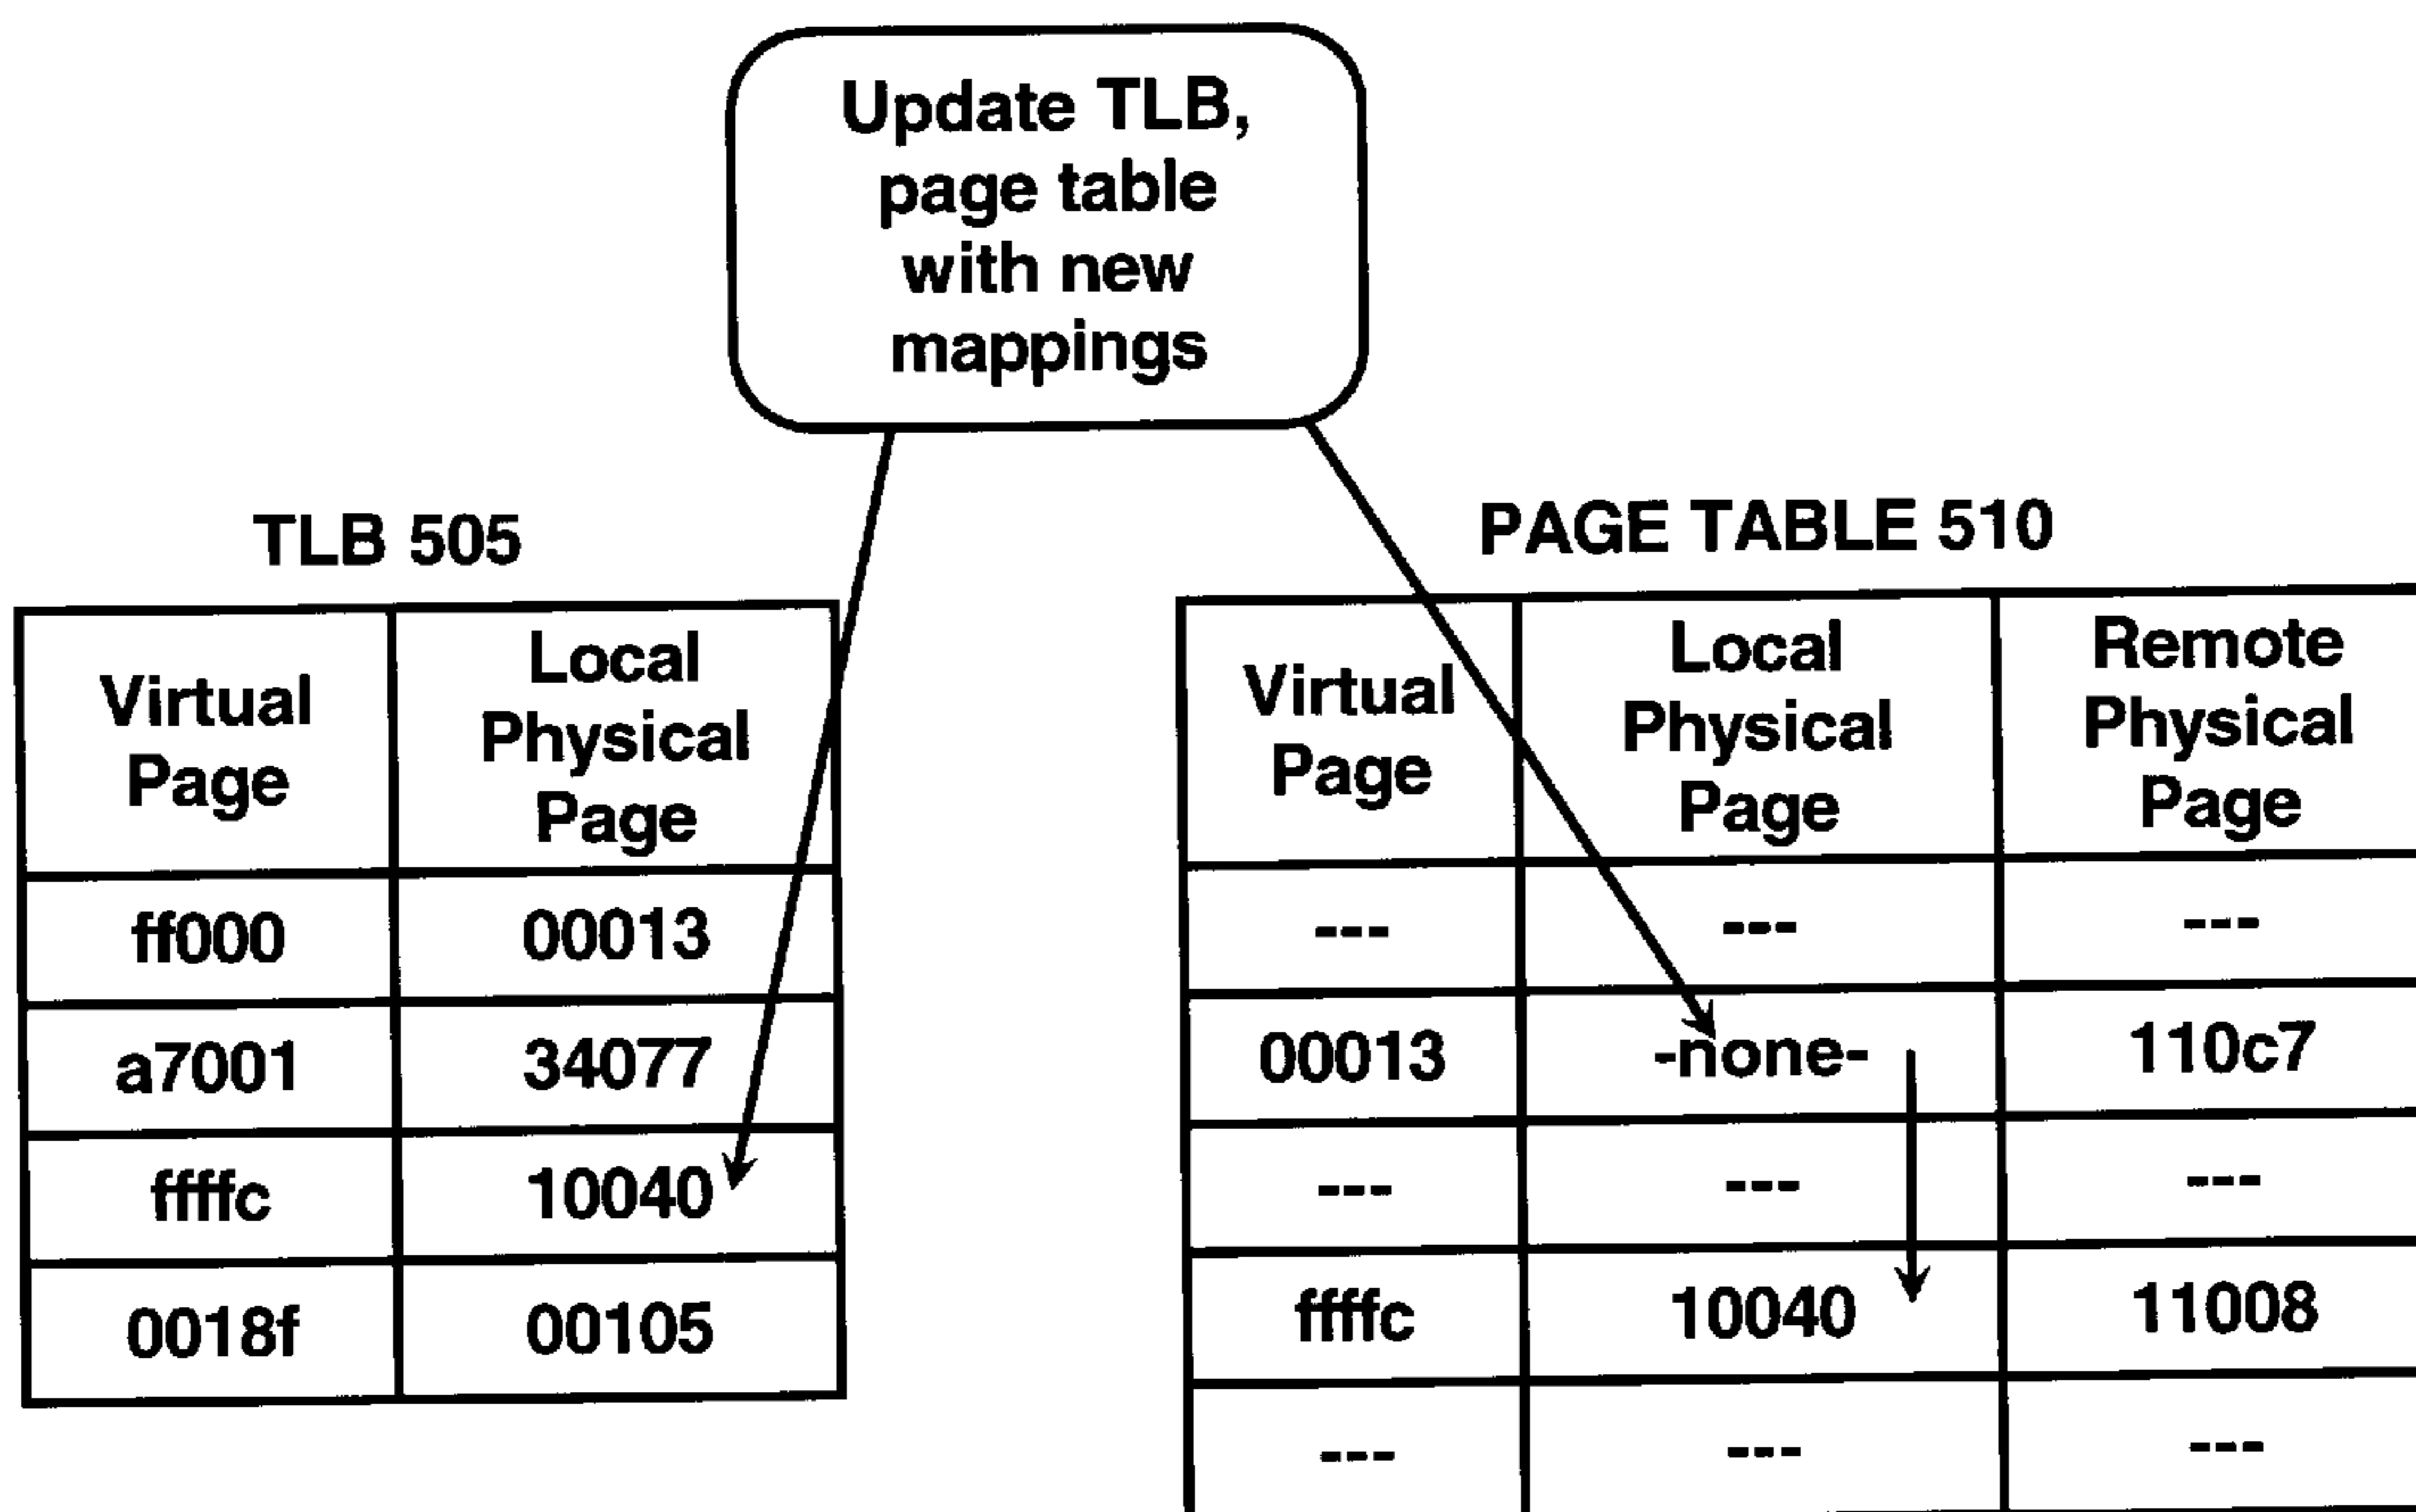 Update TLB,
page table
with new
mappings
TLB 505
Virtual
Page
Local
Physical
Page
ff000 00013
a7001 34077
ffffc 10040
0018f 00105
PAGE TABLE 510
Virtual
Page
Local
Physical
Page
Remote
Physical
Page
--- --- ---
00013 -none- 110c7
--- --- ---
ffffc 10040 11008
--- --- ---